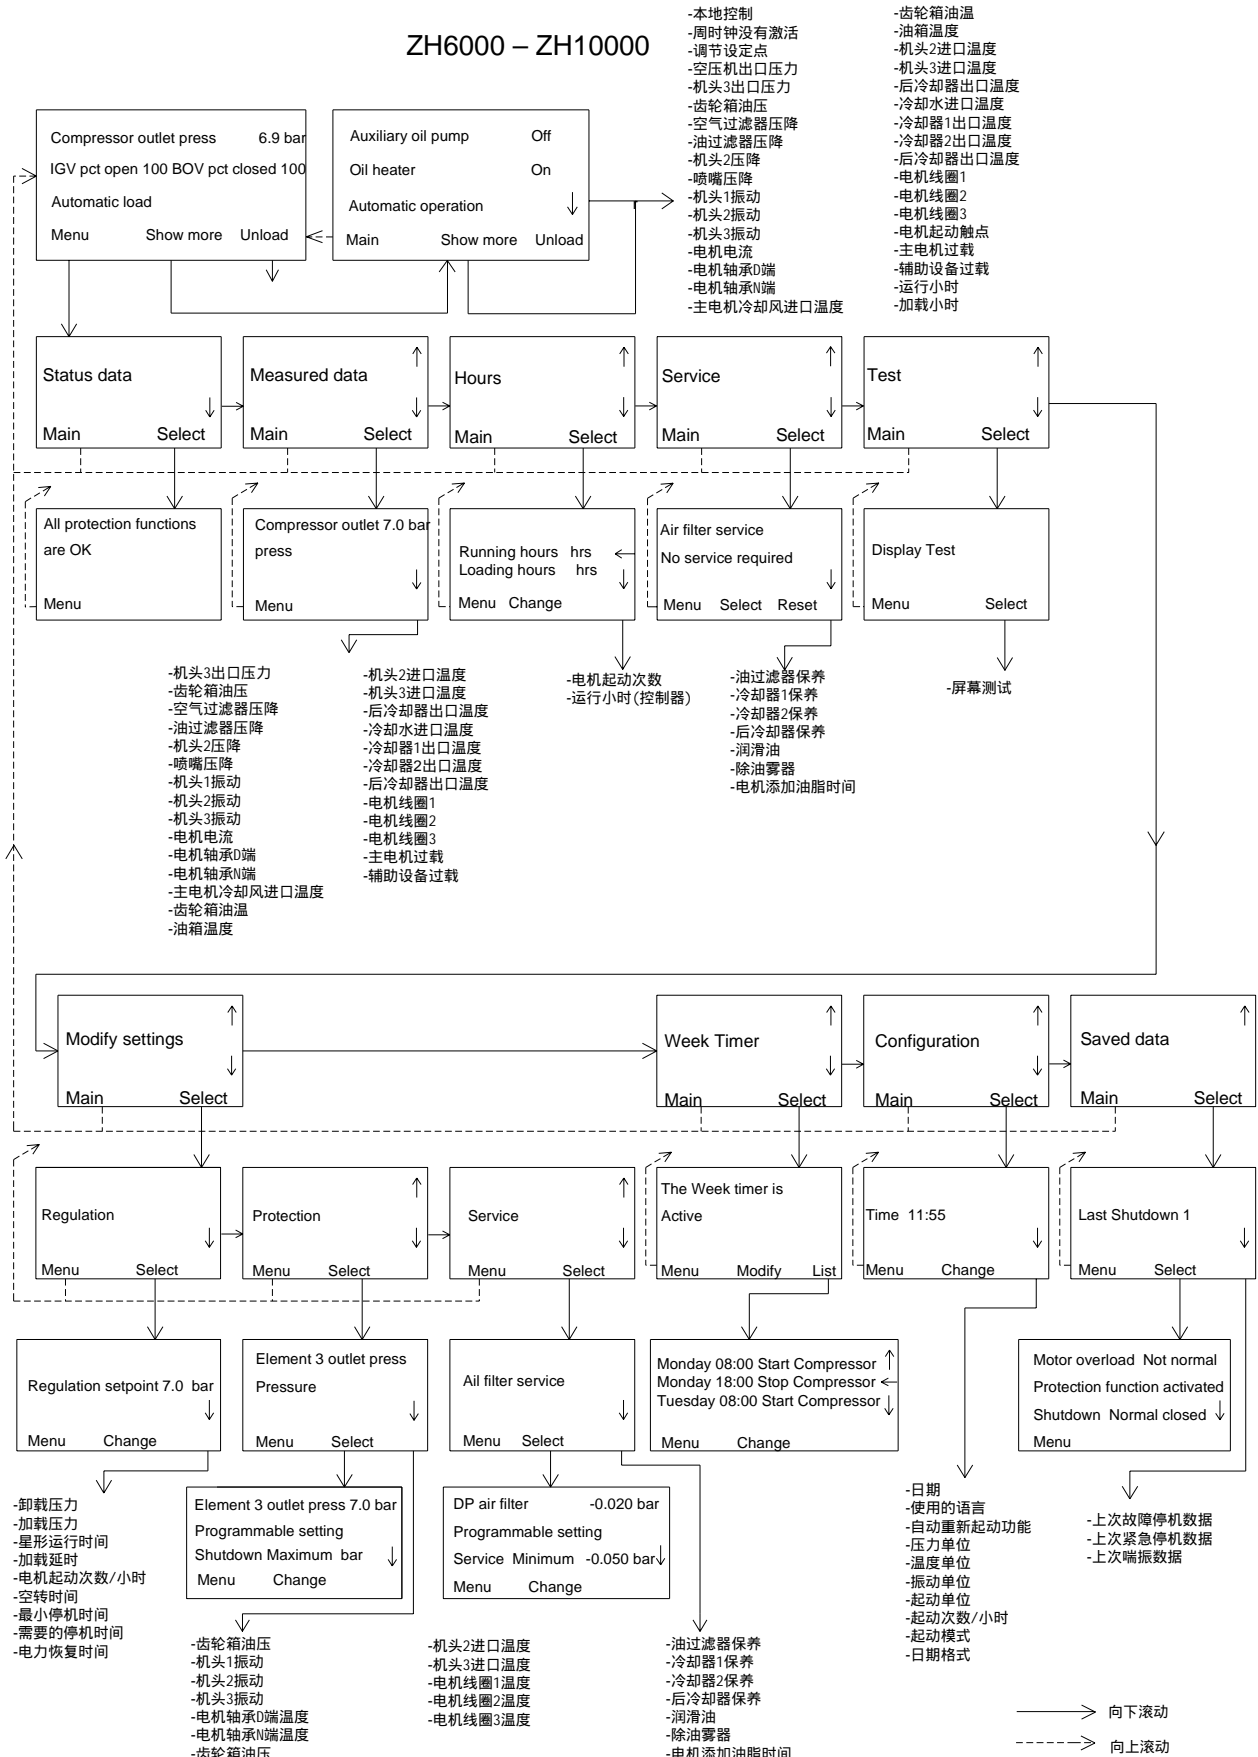 ZH6000 – ZH10000
-本地控制
-周时钟没有激活
-调节设定点
-空压机出口压力
-机头3出口压力
-齿轮箱油压
-空气过滤器压降
-油过滤器压降
-机头2压降
-喷嘴压降
-机头1振动
-机头2振动
-机头3振动
-电机电流
-电机轴承D端
-电机轴承N端
-主电机冷却风进口温度
-齿轮箱油温
-油箱温度
-机头2进口温度
-机头3进口温度
-后冷却器出口温度
-冷却水进口温度
-冷却器1出口温度
-冷却器2出口温度
-后冷却器出口温度
-电机线圈1
-电机线圈2
-电机线圈3
-电机起动触点
-主电机过载
-辅助设备过载
-运行小时
-加载小时
Compressor outlet press 6.9 bar
IGV pct open 100 BOV pct closed 100
Automatic load
Menu Show more Unload
Auxiliary oil pump Off
Oil heater On
Automatic operation
Main Show more Unload
Status data
Main Select
Measured data
Main Select
Hours
Main Select
Service
Main Select
Test
Main Select
All protection functions
are OK
Menu
Compressor outlet 7.0 bar
press
Menu
Running hours hrs
Loading hours hrs
Menu Change
Air filter service
No service required
Menu Select Reset
Display Test
Menu Select
-机头3出口压力
-齿轮箱油压
-空气过滤器压降
-油过滤器压降
-机头2压降
-喷嘴压降
-机头1振动
-机头2振动
-机头3振动
-电机电流
-电机轴承D端
-电机轴承N端
-主电机冷却风进口温度
-齿轮箱油温
-油箱温度
-机头2进口温度
-机头3进口温度
-后冷却器出口温度
-冷却水进口温度
-冷却器1出口温度
-冷却器2出口温度
-后冷却器出口温度
-电机线圈1
-电机线圈2
-电机线圈3
-主电机过载
-辅助设备过载
-电机起动次数
-运行小时(控制器)
-油过滤器保养
-冷却器1保养
-冷却器2保养
-后冷却器保养
-润滑油
-除油雾器
-电机添加油脂时间
-屏幕测试
Modify settings
Main Select
Week Timer
Main Select
Configuration
Main Select
Saved data
Main Select
Regulation
Menu Select
Protection
Menu Select
Service
Menu Select
The Week timer is
Active
Menu Modify List
Time 11:55
Menu Change
Last Shutdown 1
Menu Select
Regulation setpoint 7.0 bar
Menu Change
Element 3 outlet press
Pressure
Menu Select
Ail filter service
Menu Select
Monday 08:00 Start Compressor
Monday 18:00 Stop Compressor
Tuesday 08:00 Start Compressor
Menu Change
Motor overload Not normal
Protection function activated
Shutdown Normal closed
Menu
-卸载压力
-加载压力
-星形运行时间
-加载延时
-电机起动次数/小时
-空转时间
-最小停机时间
-需要的停机时间
-电力恢复时间
Element 3 outlet press 7.0 bar
Programmable setting
Shutdown Maximum bar
Menu Change
DP air filter -0.020 bar
Programmable setting
Service Minimum -0.050 bar
Menu Change
-日期
-使用的语言
-自动重新起动功能
-压力单位
-温度单位
-振动单位
-起动单位
-起动次数/小时
-起动模式
-日期格式
-上次故障停机数据
-上次紧急停机数据
-上次喘振数据
-齿轮箱油压
-机头1振动
-机头2振动
-机头3振动
-电机轴承D端温度
-电机轴承N端温度
-齿轮箱油压
-机头2进口温度
-机头3进口温度
-电机线圈1温度
-电机线圈2温度
-电机线圈3温度
-油过滤器保养
-冷却器1保养
-冷却器2保养
-后冷却器保养
-润滑油
-除油雾器
-电机添加油脂时间
向下滚动
向上滚动